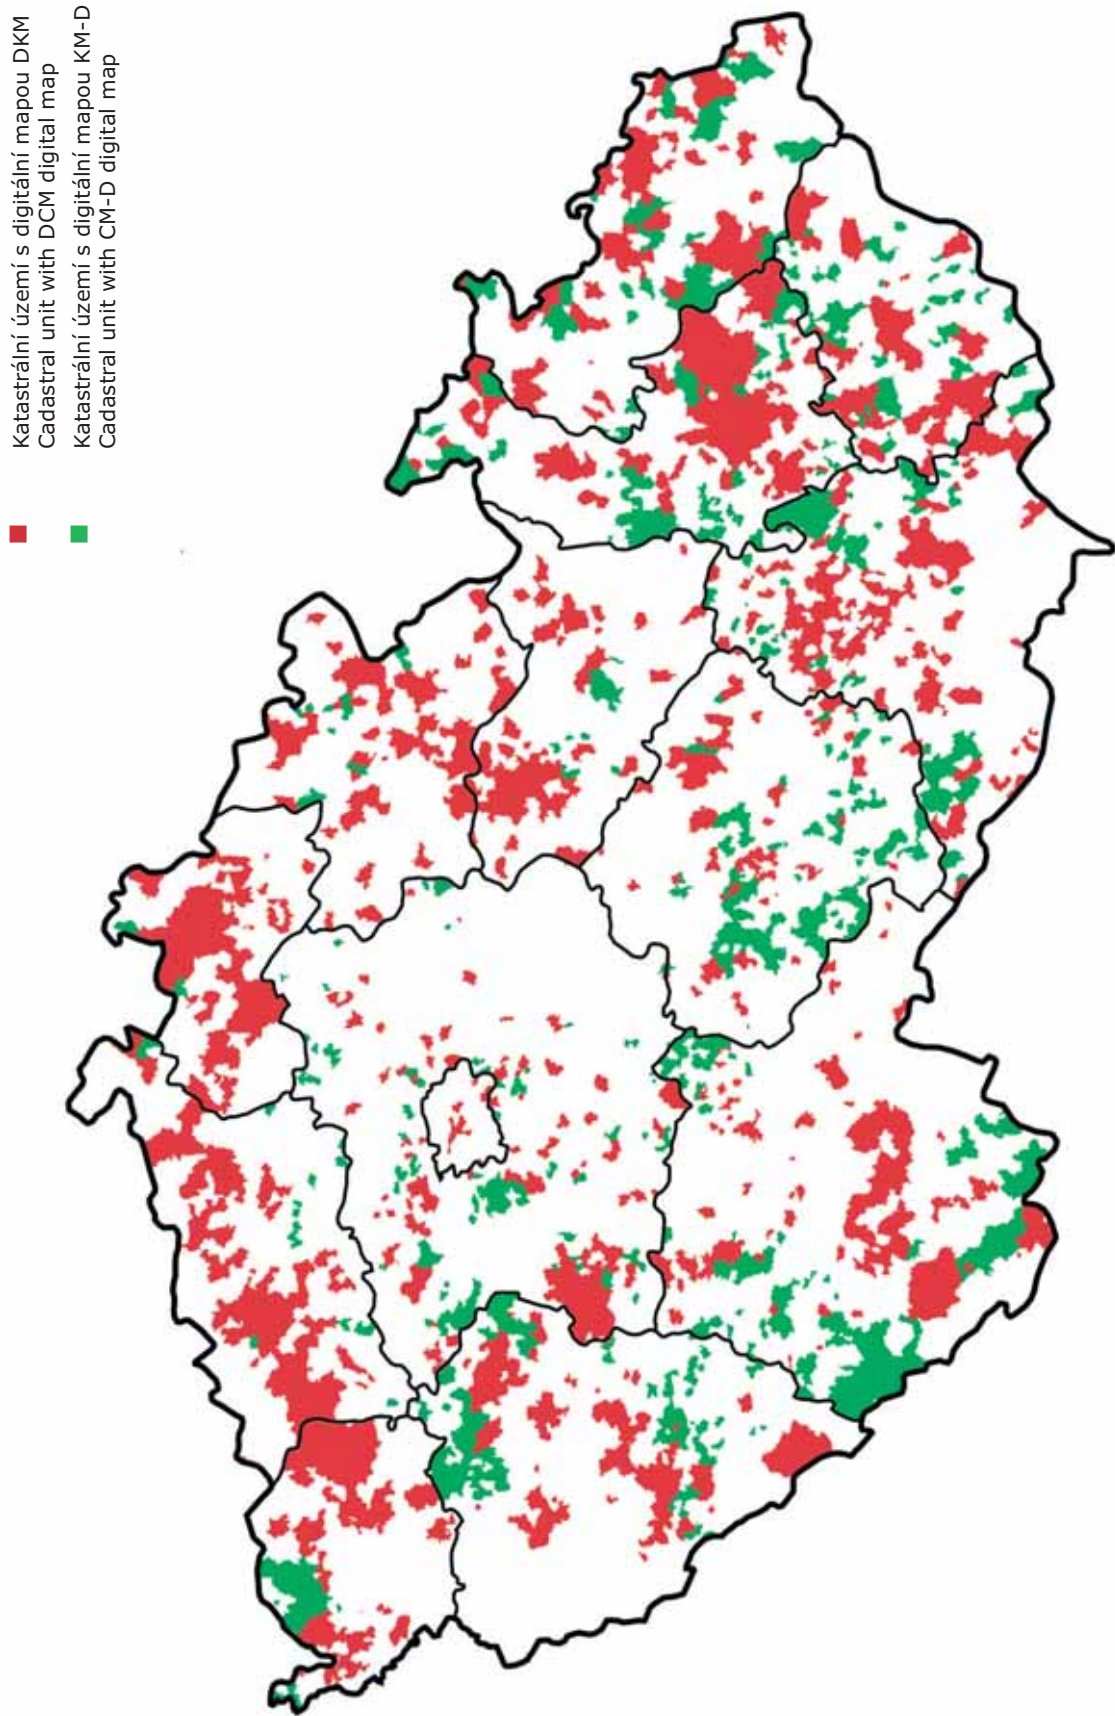 Katastrální území s digitální mapou DKM
Cadastral unit with DCM digital map
Katastrální území s digitální mapou KM-D
Cadastral unit with CM-D digital map